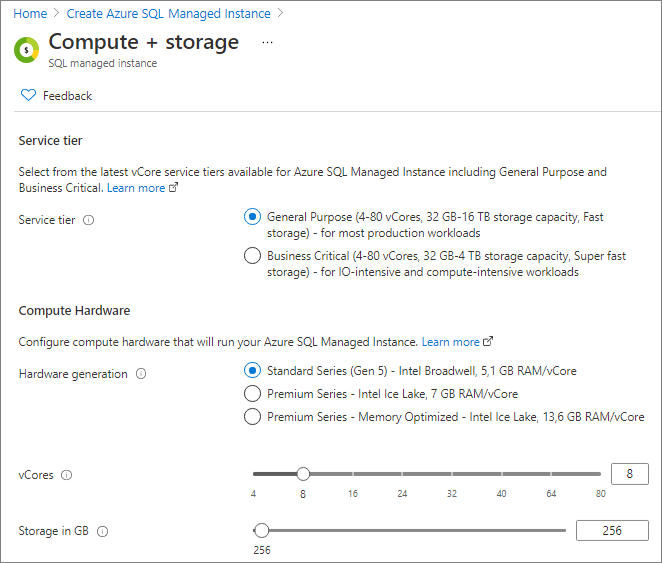 Home > Create Azure SQL Managed Instance >
$
Compute + storage ...
SQL managed instance
Feedback
Service tier
Select from the latest vCore service tiers available for Azure SQL Managed Instance including General Purpose and
Business Critical. Learn more
Service tier
General Purpose (4-80 vCores, 32 GB-16 TB storage capacity, Fast
storage) - for most production workloads
Business Critical (4-80 vCores, 32 GB-4 TB storage capacity, Super fast
storage) - for IO-intensive and compute-intensive workloads
Compute Hardware
Configure compute hardware that will run your Azure SQL Managed Instance. Learn more
Hardware generation
Standard Series (Gen 5) - Intel Broadwell, 5,1 GB RAM/vCore
Premium Series - Intel Ice Lake, 7 GB RAM/vCore
Premium Series - Memory Optimized - Intel Ice Lake, 13,6 GB RAM/vCore
vCores 8
4 8 16 24 32 40 64 80
Storage in GB 256
256